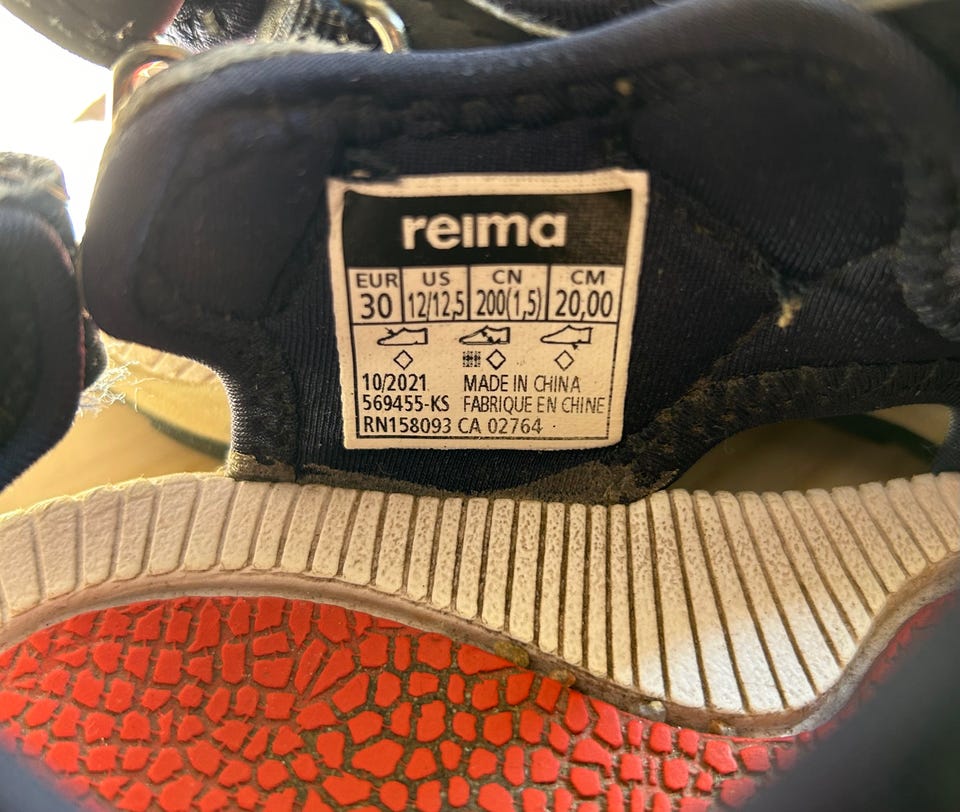 reima
EUR US CN CM
30 12/12,5 200(1,5) 20,00
10/2021 MADE IN CHINA
569455-KS FABRIQUE EN CHINE
RN158093 CA 02764